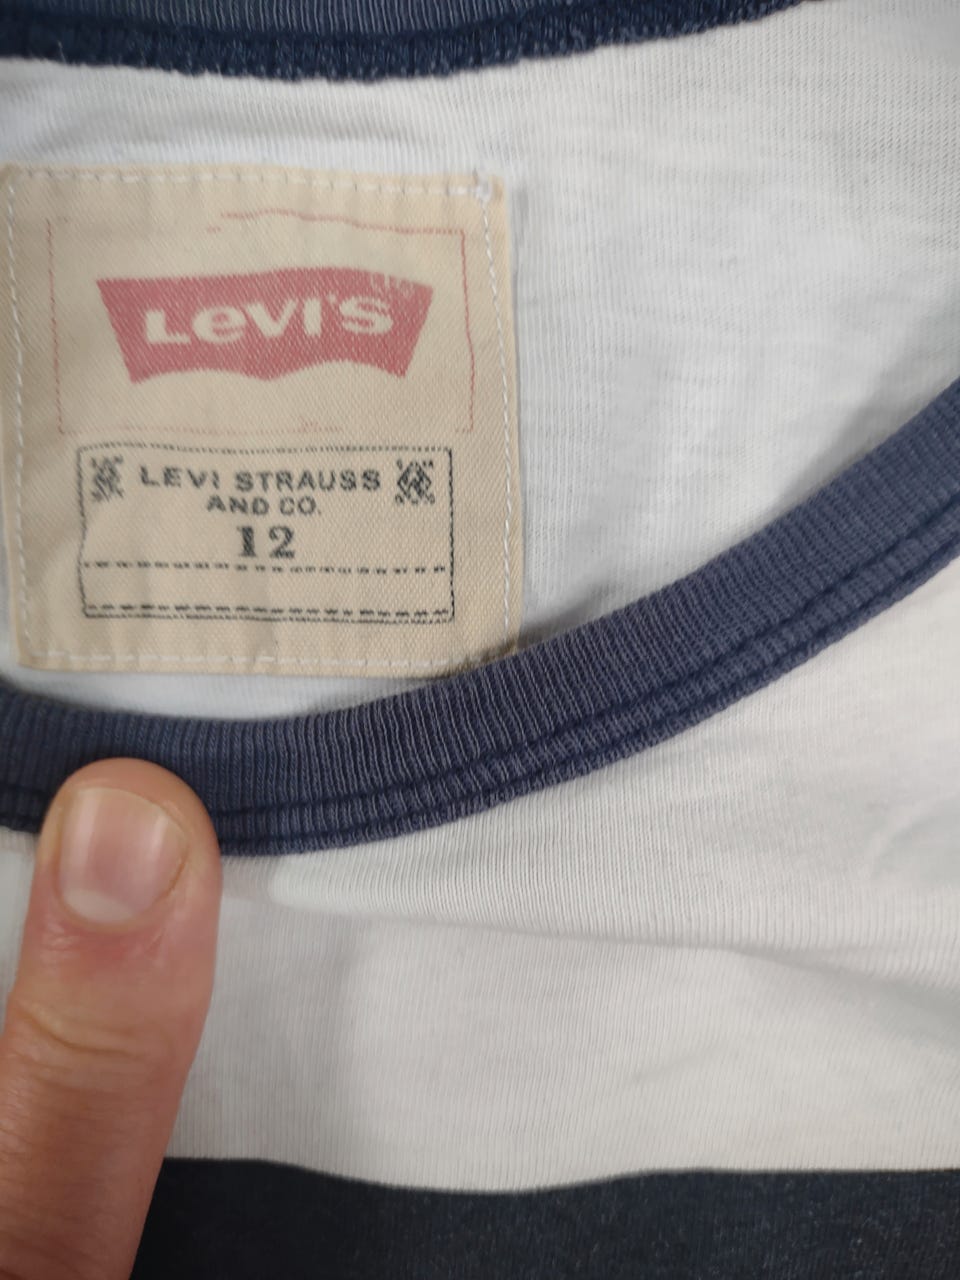 LEVI'S
LEVI STRAUSS
AND CO.
12